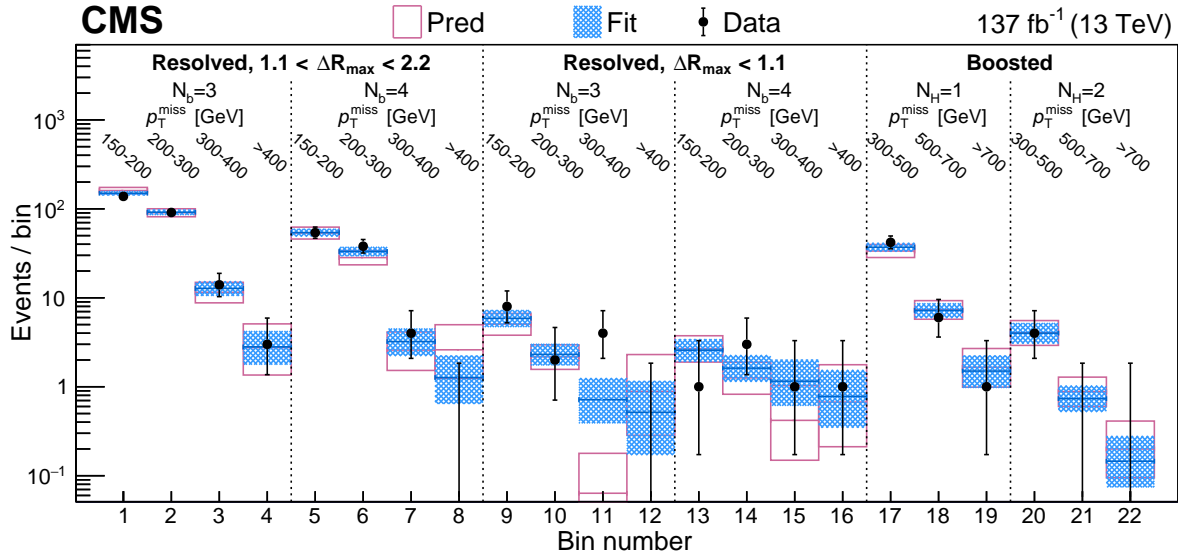 CMS Pred Fit Data 137 fb⁻¹ (13 TeV)
Resolved, 1.1 < ΔR_max < 2.2 Resolved, ΔR_max < 1.1 Boosted
N_b=3 N_b=4 N_b=3 N_b=4 N_H=1 N_H=2
p_T^miss [GeV] p_T^miss [GeV] p_T^miss [GeV] p_T^miss [GeV] p_T^miss [GeV] p_T^miss [GeV]
150-200 200-300 300-400 >400 150-200 200-300 300-400 >400 150-200 200-300 300-400 >400 150-200 200-300 300-400 >400 300-500 500-700 >700 300-500 500-700 >700
Events / bin
10³
10²
10
1
10⁻¹
1 2 3 4 5 6 7 8 9 10 11 12 13 14 15 16 17 18 19 20 21 22
Bin number